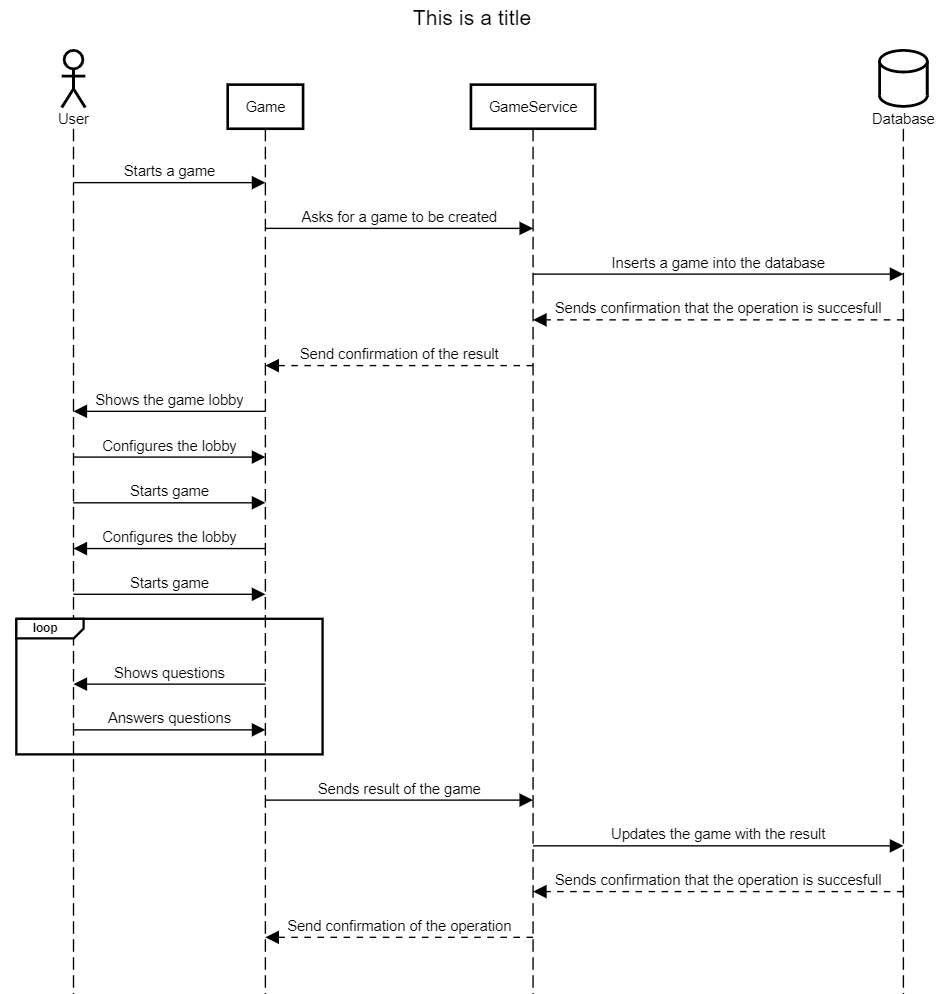 This is a title
User
Game
GameService
Database
Starts a game
Asks for a game to be created
Inserts a game into the database
Sends confirmation that the operation is succesfull
Send confirmation of the result
Shows the game lobby
Configures the lobby
Starts game
Configures the lobby
Starts game
loop
Shows questions
Answers questions
Sends result of the game
Updates the game with the result
Sends confirmation that the operation is succesfull
Send confirmation of the operation